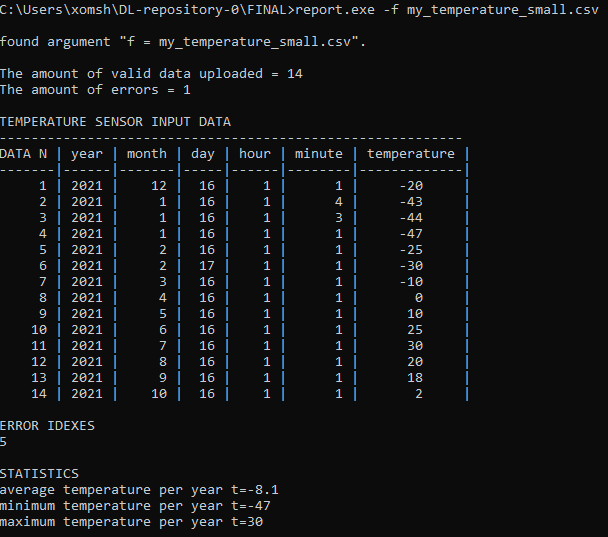 C:\Users\xomsh\DL-repository-0\FINAL>report.exe -f my_temperature_small.csv
found argument "f = my_temperature_small.csv".
The amount of valid data uploaded = 14
The amount of errors = 1
TEMPERATURE SENSOR INPUT DATA
----------------------------------------------------------
DATA N | year | month | day | hour | minute | temperature |
-------|------|-------|-----|------|--------|-------------|
1 | 2021 | 12 | 16 | 1 | 1 | -20 |
2 | 2021 | 1 | 16 | 1 | 4 | -43 |
3 | 2021 | 1 | 16 | 1 | 3 | -44 |
4 | 2021 | 1 | 16 | 1 | 1 | -47 |
5 | 2021 | 2 | 16 | 1 | 1 | -25 |
6 | 2021 | 2 | 17 | 1 | 1 | -30 |
7 | 2021 | 3 | 16 | 1 | 1 | -10 |
8 | 2021 | 4 | 16 | 1 | 1 | 0 |
9 | 2021 | 5 | 16 | 1 | 1 | 10 |
10 | 2021 | 6 | 16 | 1 | 1 | 25 |
11 | 2021 | 7 | 16 | 1 | 1 | 30 |
12 | 2021 | 8 | 16 | 1 | 1 | 20 |
13 | 2021 | 9 | 16 | 1 | 1 | 18 |
14 | 2021 | 10 | 16 | 1 | 1 | 2 |
ERROR IDEXES
5
STATISTICS
average temperature per year t=-8.1
minimum temperature per year t=-47
maximum temperature per year t=30